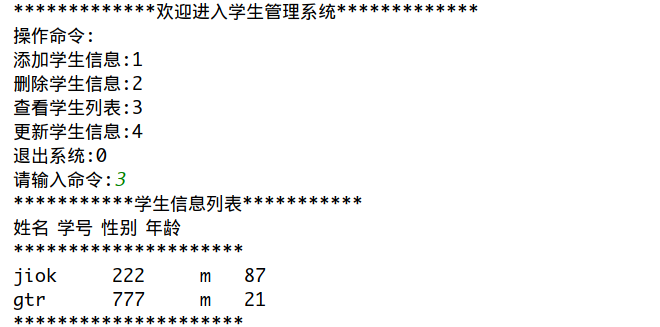 *************欢迎进入学生管理系统*************
操作命令:
添加学生信息:1
删除学生信息:2
查看学生列表:3
更新学生信息:4
退出系统:0
请输入命令:3
***********学生信息列表***********
姓名 学号 性别 年龄
*********************
jiok     222     m   87
gtr      777     m   21
*********************